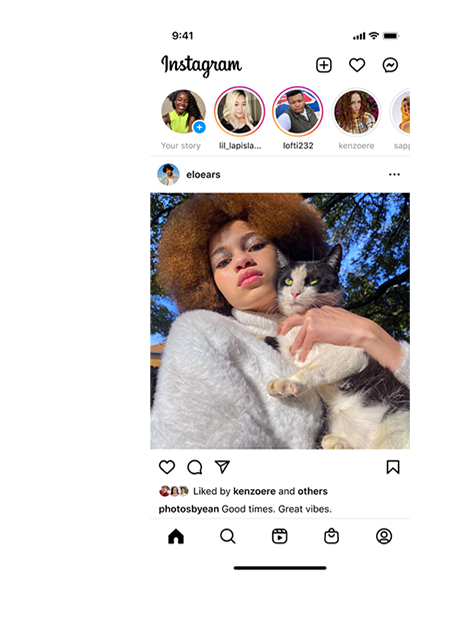 9:41
Instagram
Your story
lil_lapisla...
lofti232
kenzoere
sapp
eloears
Liked by kenzoere and others
photosbyean Good times. Great vibes.